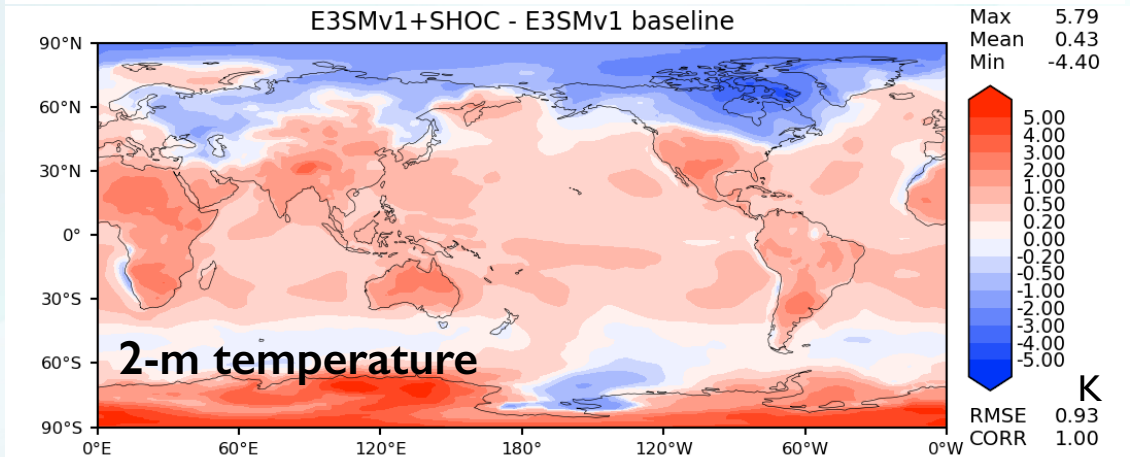 E3SMv1+SHOC - E3SMv1 baseline
Max 5.79
Mean 0.43
Min -4.40
90°N
60°N
30°N
0°
30°S
60°S
90°S
2-m temperature
0°E 60°E 120°E 180° 120°W 60°W 0°W
5.00
4.00
3.00
2.00
1.00
0.50
0.20
0.00
-0.20
-0.50
-1.00
-2.00
-3.00
-4.00
-5.00
K
RMSE 0.93
CORR 1.00